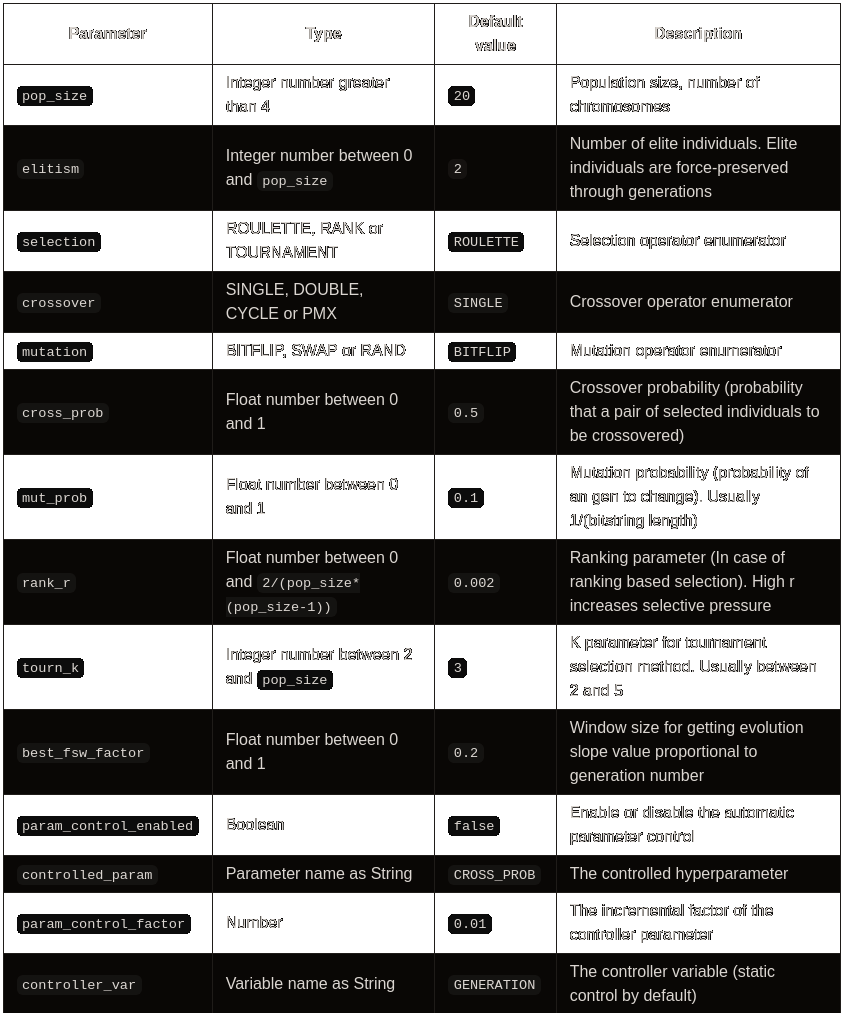 Parameter Type Default value Description
pop_size
Integer number greater
than 4
20
Population size, number of
chromosomes
elitism
Integer number between 0
and pop_size
2
Number of elite individuals. Elite
individuals are force-preserved
through generations
selection
ROULETTE, RANK or
TOURNAMENT
ROULETTE
Selection operator enumerator
crossover
SINGLE, DOUBLE,
CYCLE or PMX
SINGLE
Crossover operator enumerator
mutation
BITFLIP, SWAP or RAND
BITFLIP
Mutation operator enumerator
cross_prob
Float number between 0
and 1
0.5
Crossover probability (probability
that a pair of selected individuals to
be crossovered)
mut_prob
Float number between 0
and 1
0.1
Mutation probability (probability of
an gen to change). Usually
1/(bitstring length)
rank_r
Float number between 0
and 2/(pop_size*
(pop_size-1))
0.002
Ranking parameter (In case of
ranking based selection). High r
increases selective pressure
tourn_k
Integer number between 2
and pop_size
3
K parameter for tournament
selection method. Usually between
2 and 5
best_fsw_factor
Float number between 0
and 1
0.2
Window size for getting evolution
slope value proportional to
generation number
param_control_enabled
Boolean
false
Enable or disable the automatic
parameter control
controlled_param
Parameter name as String
CROSS_PROB
The controlled hyperparameter
param_control_factor
Number
0.01
The incremental factor of the
controller parameter
controller_var
Variable name as String
GENERATION
The controller variable (static
control by default)